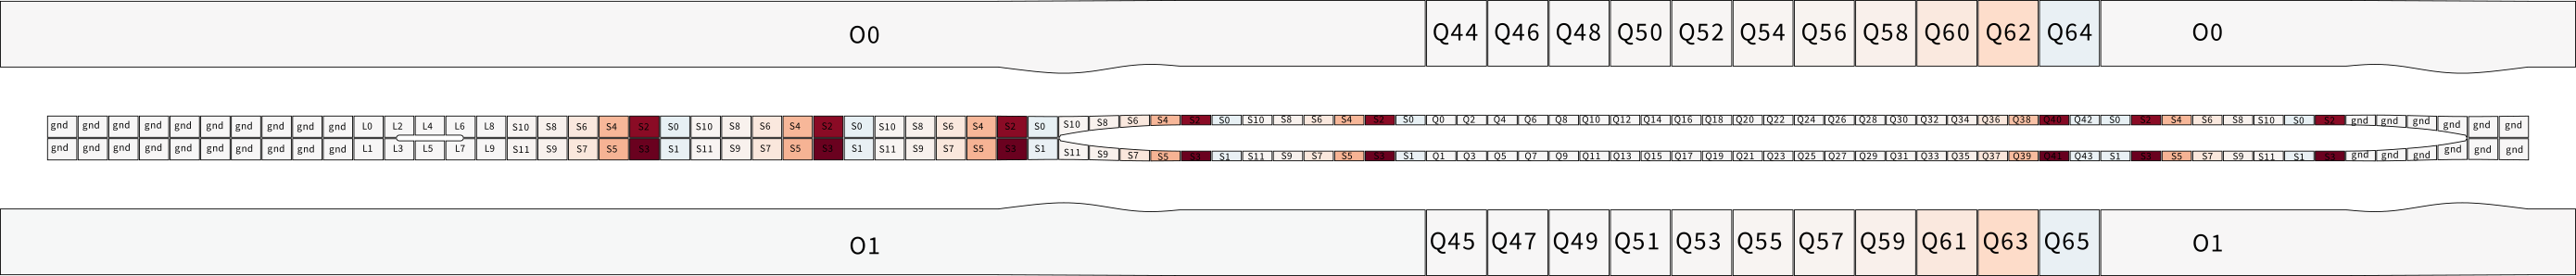 O0 Q44 Q46 Q48 Q50 Q52 Q54 Q56 Q58 Q60 Q62 Q64 O0
gnd gnd gnd gnd gnd gnd gnd gnd gnd gnd L0 L2 L4 L6 L8 S10 S8 S6 S4 S2 S0 S10 S8 S6 S4 S2 S0 S10 S8 S6 S4 S2 S0 S10 S8 S6 S4 S2 S0 S10 S8 S6 S4 S2 S0 Q0 Q2 Q4 Q6 Q8 Q10 Q12 Q14 Q16 Q18 Q20 Q22 Q24 Q26 Q28 Q30 Q32 Q34 Q36 Q38 Q40 Q42 S0 S2 S4 S6 S8 S10 S0 S2 gnd gnd gnd gnd gnd gnd
gnd gnd gnd gnd gnd gnd gnd gnd gnd gnd L1 L3 L5 L7 L9 S11 S9 S7 S5 S3 S1 S11 S9 S7 S5 S3 S1 S11 S9 S7 S5 S3 S1 S11 S9 S7 S5 S3 S1 S11 S9 S7 S5 S3 S1 Q1 Q3 Q5 Q7 Q9 Q11 Q13 Q15 Q17 Q19 Q21 Q23 Q25 Q27 Q29 Q31 Q33 Q35 Q37 Q39 Q41 Q43 S1 S3 S5 S7 S9 S11 S1 S3 gnd gnd gnd gnd gnd gnd
O1 Q45 Q47 Q49 Q51 Q53 Q55 Q57 Q59 Q61 Q63 Q65 O1